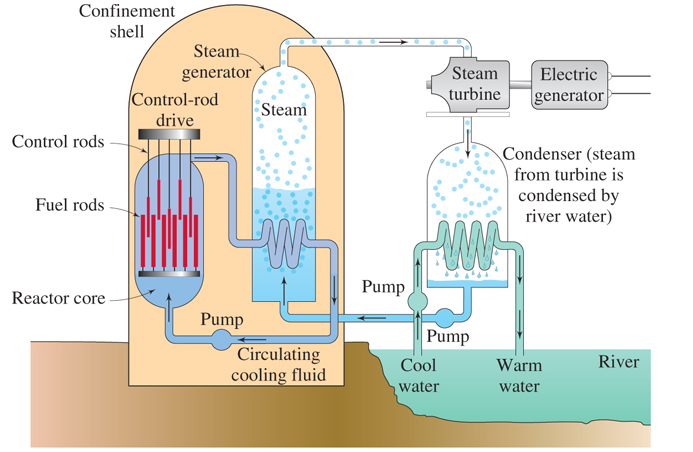 Confinement
shell
Steam
generator
Steam
Steam
turbine
Electric
generator
Control-rod
drive
Control rods
Fuel rods
Reactor core
Condenser (steam
from turbine is
condensed by
river water)
Pump
Pump
Pump
Circulating
cooling fluid
Cool
water
Warm
water
River